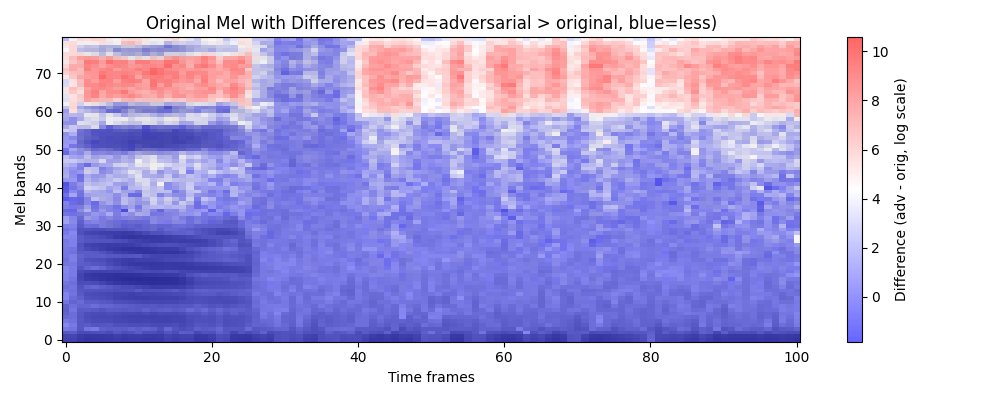 Original Mel with Differences (red=adversarial > original, blue=less)
Mel bands
70
60
50
40
30
20
10
0
0 20 40 60 80 100
Time frames
10
8
6
4
2
0
Difference (adv - orig, log scale)